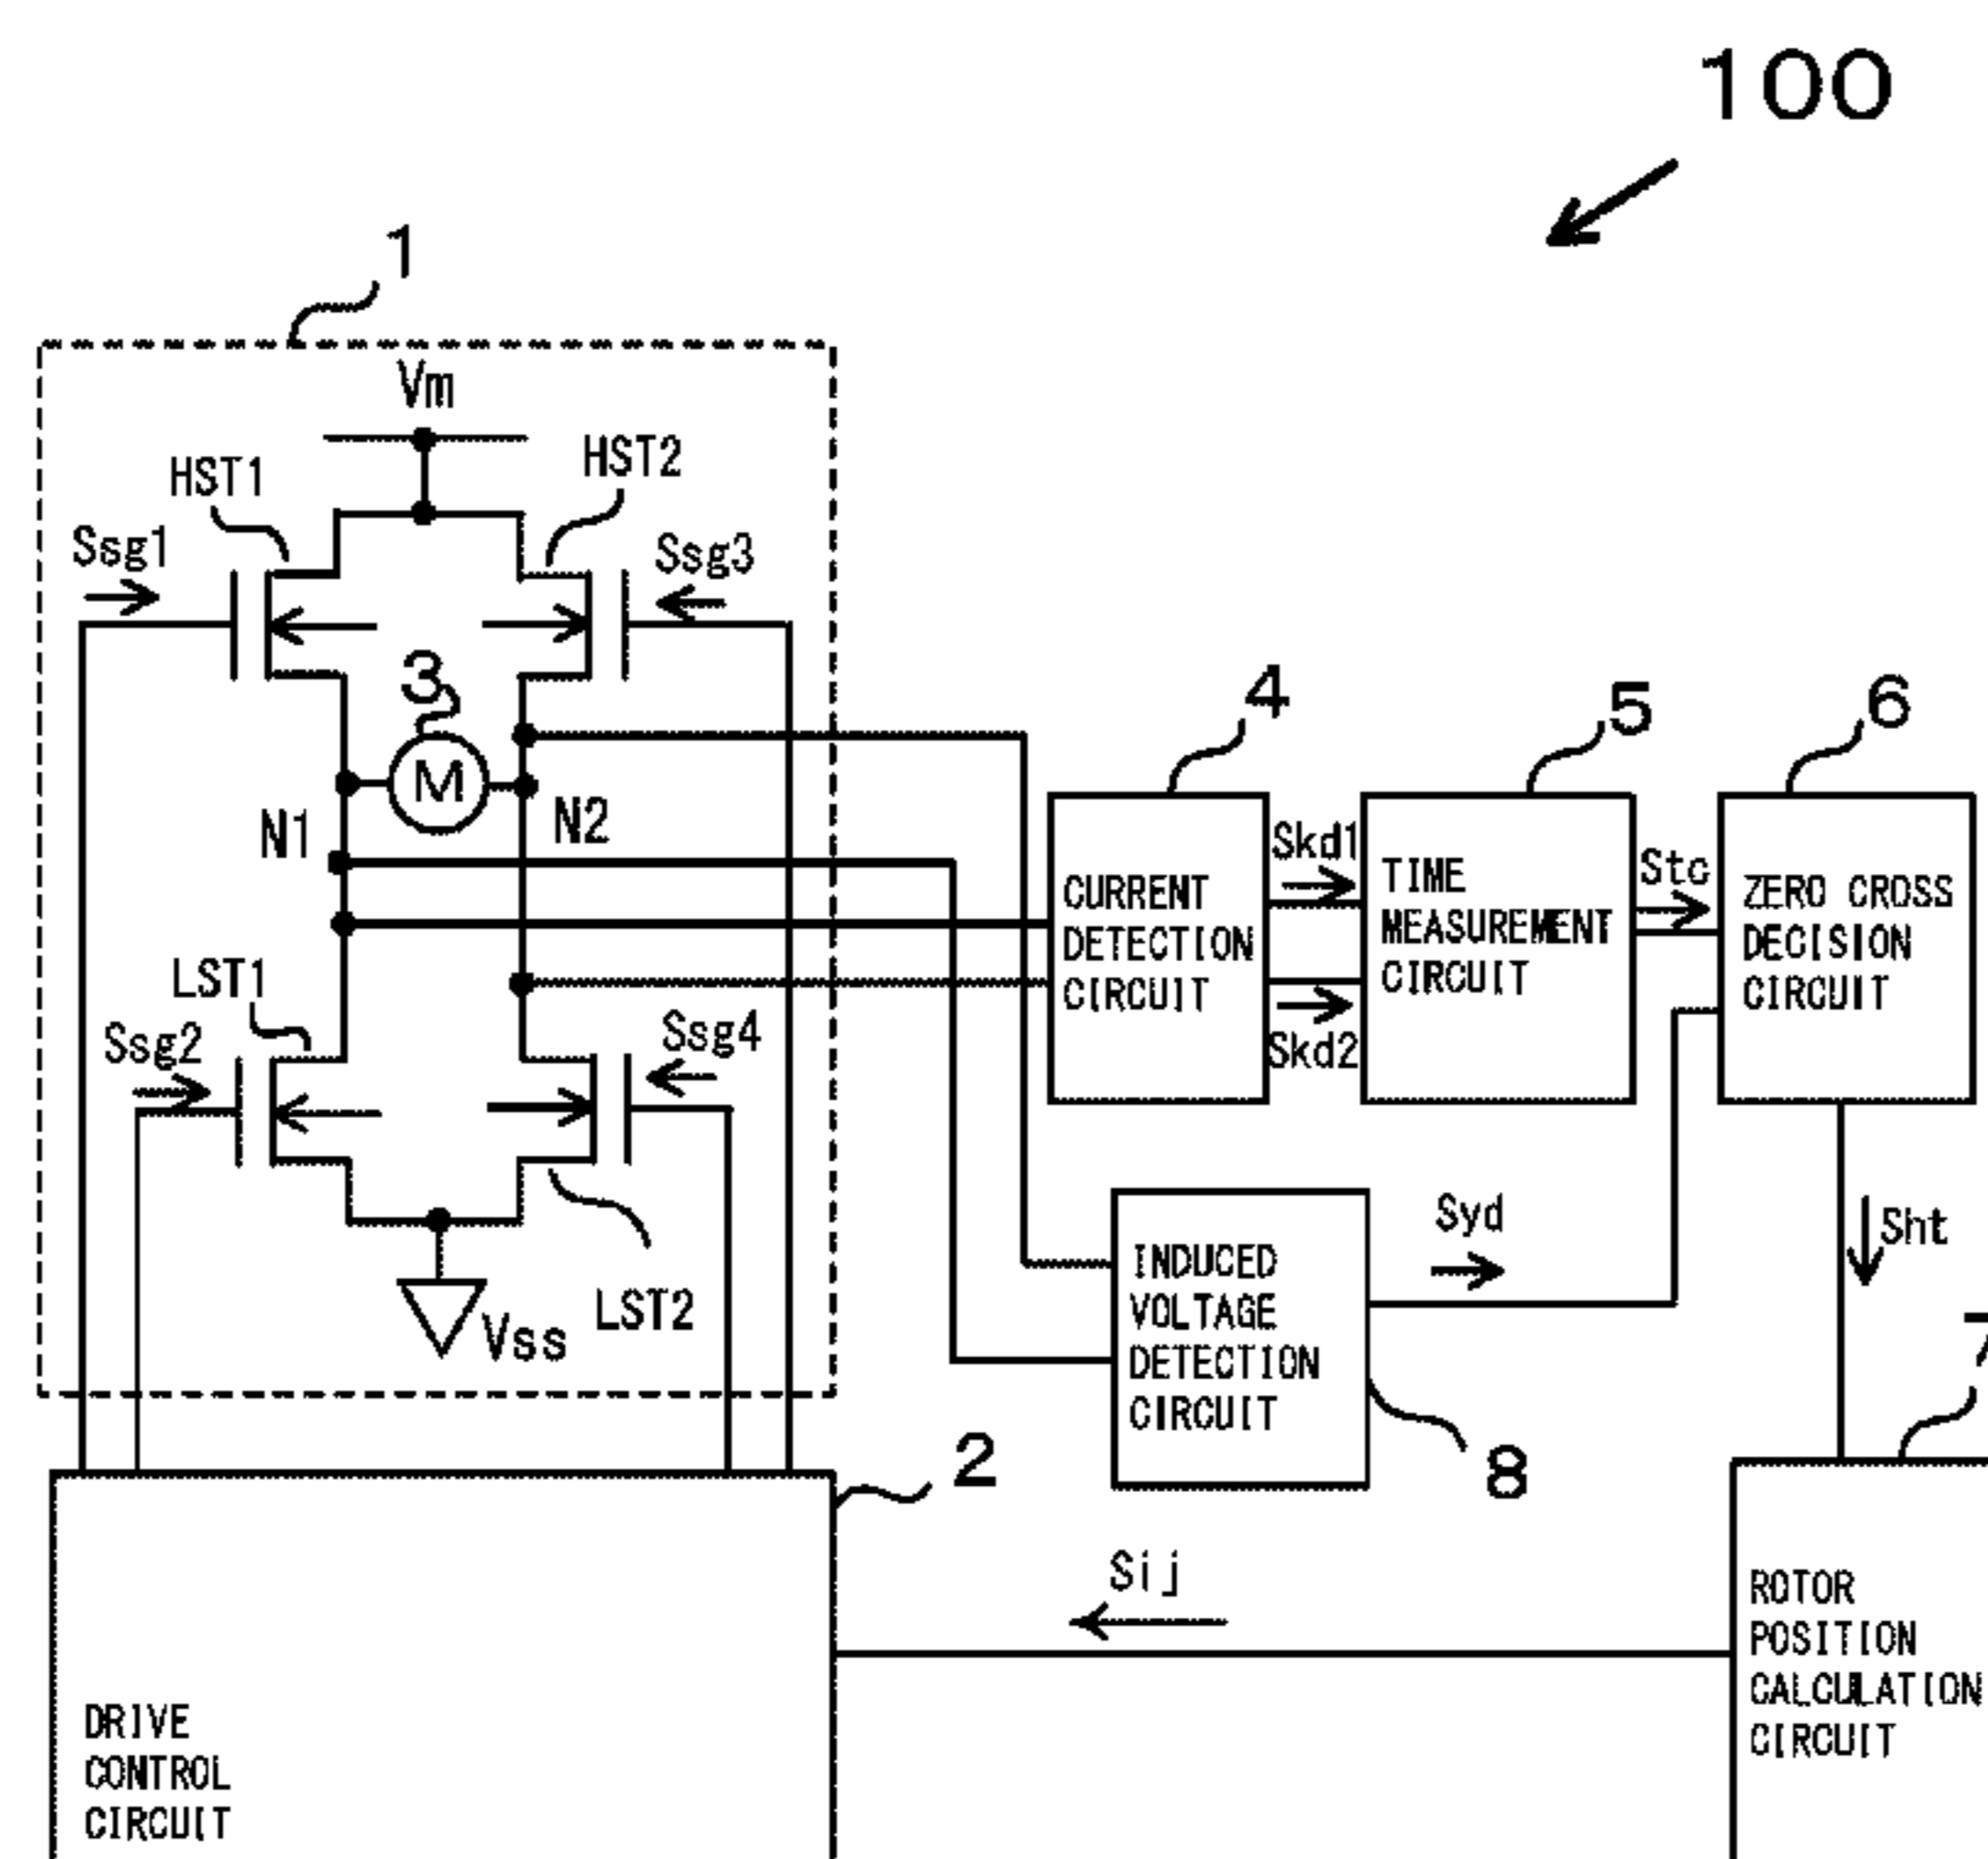 100
1
Vm
HST1
HST2
Ssg1
Ssg3
3
M
N1
N2
4
5
6
CURRENT
DETECTION
CIRCUIT
Skd1
Skd2
TIME
MEASUREMENT
CIRCUIT
Stc
ZERO CROSS
DECISION
CIRCUIT
LST1
Ssg2
Ssg4
LST2
Vss
INDUCED
VOLTAGE
DETECTION
CIRCUIT
Syd
Sht
7
8
2
Sij
DRIVE
CONTROL
CIRCUIT
ROTOR
POSITION
CALCULATION
CIRCUIT